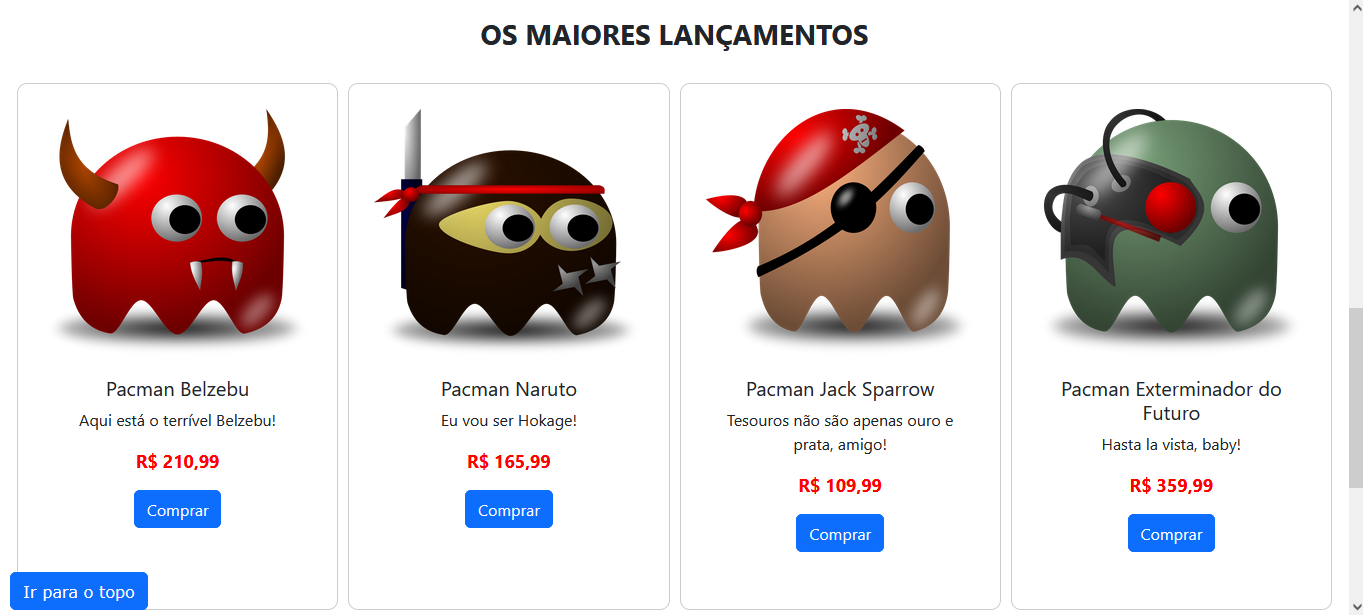 OS MAIORES LANÇAMENTOS
Pacman Belzebu
Aqui está o terrível Belzebu!
R$ 210,99
Comprar
Pacman Naruto
Eu vou ser Hokage!
R$ 165,99
Comprar
Pacman Jack Sparrow
Tesouros não são apenas ouro e
prata, amigo!
R$ 109,99
Comprar
Pacman Exterminador do
Futuro
Hasta la vista, baby!
R$ 359,99
Comprar
Ir para o topo